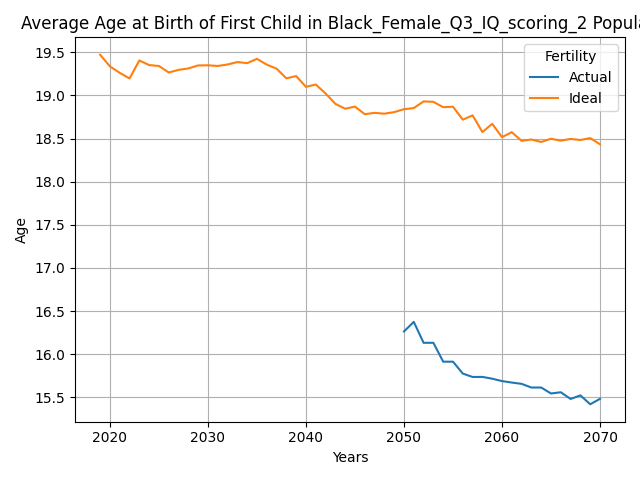 Average Age at Birth of First Child in Black_Female_Q3_IQ_scoring_2 Popula
Fertility
Actual
Ideal
19.5
19.0
18.5
18.0
17.5
17.0
16.5
16.0
15.5
Age
2020 2030 2040 2050 2060 2070
Years